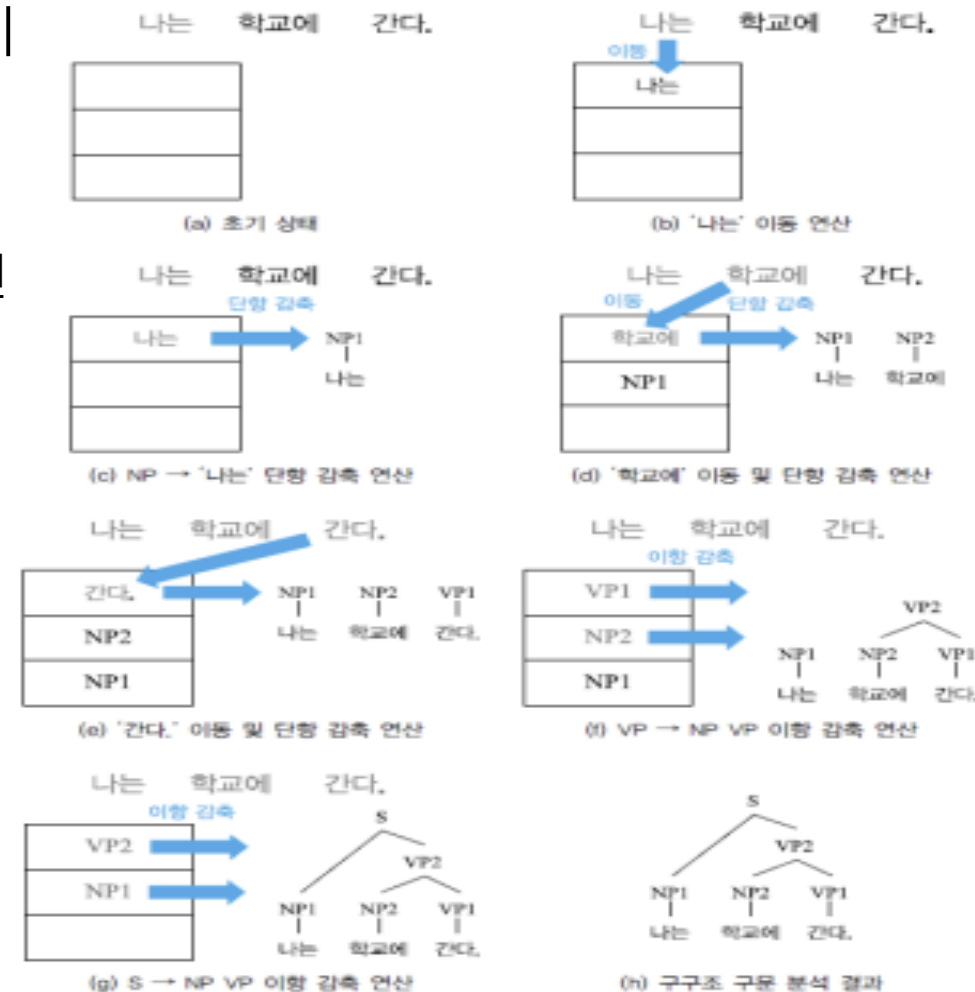 나는 학교에 간다.
(a) 초기 상태
나는 학교에 간다.
이동
나는
(b) '나는' 이동 연산
나는 학교에 간다.
단항 감축
나는
NP1
나는
(c) NP → '나는' 단항 감축 연산
나는 학교에 간다.
이동 단항 감축
학교에
NP1
NP1 NP2
나는 학교에
(d) '학교에' 이동 및 단항 감축 연산
나는 학교에 간다.
간다.
NP2
NP1
NP1 NP2 VP1
나는 학교에 간다.
(e) '간다.' 이동 및 단항 감축 연산
나는 학교에 간다.
이항 감축
VP1
NP2
NP1
VP2
NP1 NP2 VP1
나는 학교에 간다.
(f) VP → NP VP 이항 감축 연산
나는 학교에 간다.
이항 감축
VP2
NP1
S
VP2
NP1 NP2 VP1
나는 학교에 간다.
(g) S → NP VP 이항 감축 연산
S
VP2
NP1 NP2 VP1
나는 학교에 간다.
(h) 구구조 구문 분석 결과